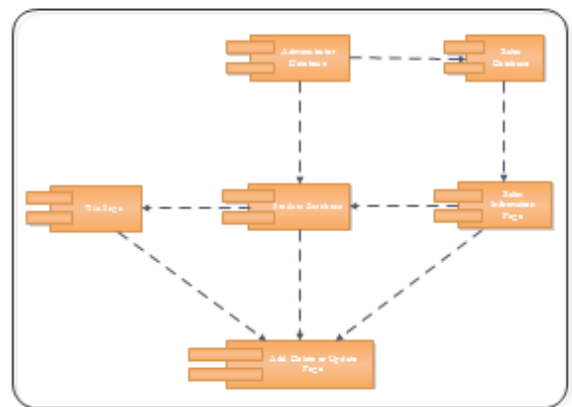 Administrator
Database
Sales
Database
Product Database
Sales
Information
Page
Add, Delete or Update
Page